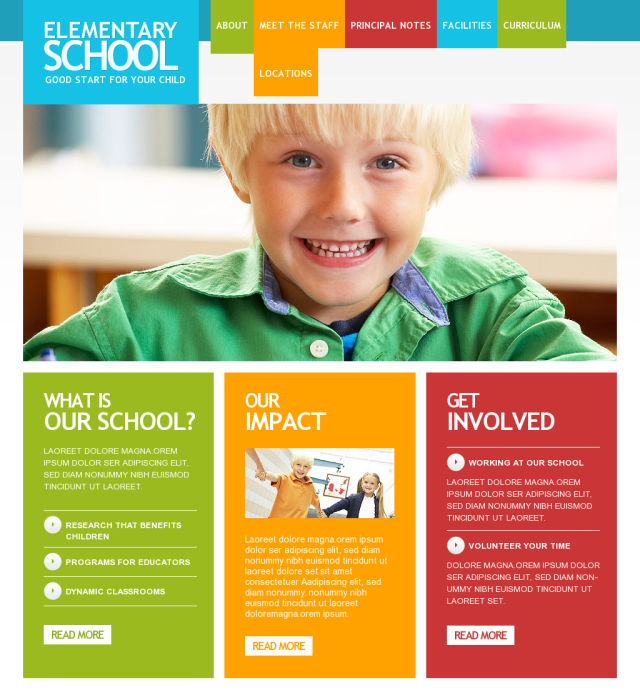 ELEMENTARY
SCHOOL
GOOD START FOR YOUR CHILD
ABOUT
MEET THE STAFF
PRINCIPAL NOTES
FACILITIES
CURRICULUM
LOCATIONS
WHAT IS
OUR SCHOOL?
LAOREET DOLORE MAGNA.OREM
IPSUM DOLOR SER ADIPISCING ELIT,
SED DIAM NONUMMY NIBH EUISMOD
TINCIDUNT UT LAOREET.
RESEARCH THAT BENEFITS
CHILDREN
PROGRAMS FOR EDUCATORS
DYNAMIC CLASSROOMS
READ MORE
OUR
IMPACT
Laoreet dolore magna.orem ipsum
dolor ser adipiscing elit, sed diam
nonummy nibh euismod tincidunt ut
laoreet dolore set.sit amet
consectetuer Aadipiscing elit, sed
diam nonummy. nonummy nibh
euismod tincidunt ut laoreet
doloremagna.orem ipsum.
READ MORE
GET
INVOLVED
WORKING AT OUR SCHOOL
LAOREET DOLORE MAGNA.OREM
IPSUM DOLOR SER ADIPISCING ELIT,
SED DIAM NONUMMY NIBH EUISMOD
TINCIDUNT UT LAOREET.
VOLUNTEER YOUR TIME
DOLORE MAGNA.OREM IPSUM DOLOR
SER ADIPISCING ELIT, SED DIAM NON-
UMMY NIBH EUISMOD TINCIDUNT UT
LAOREET SET.
READ MORE